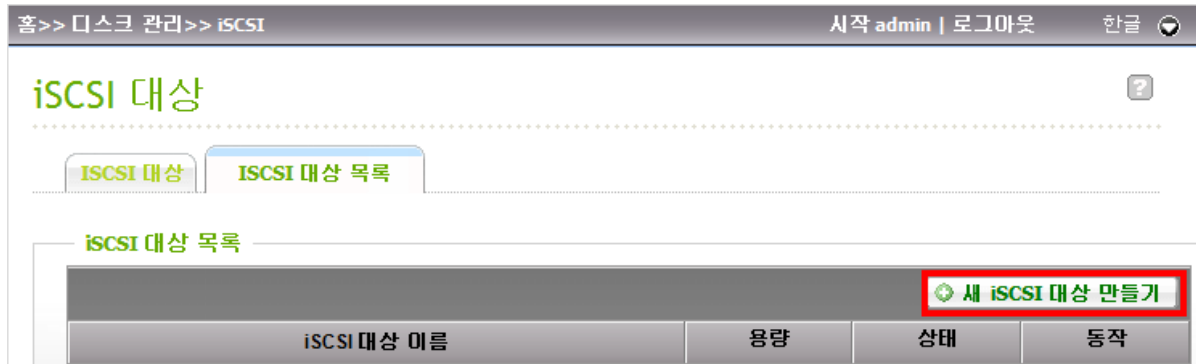 홈>> 디스크 관리>> iSCSI 시작 admin | 로그아웃 한글
iSCSI 대상 ?
ISCSI 대상 ISCSI 대상 목록
iSCSI 대상 목록
새 iSCSI 대상 만들기
iSCSI 대상 이름 용량 상태 동작